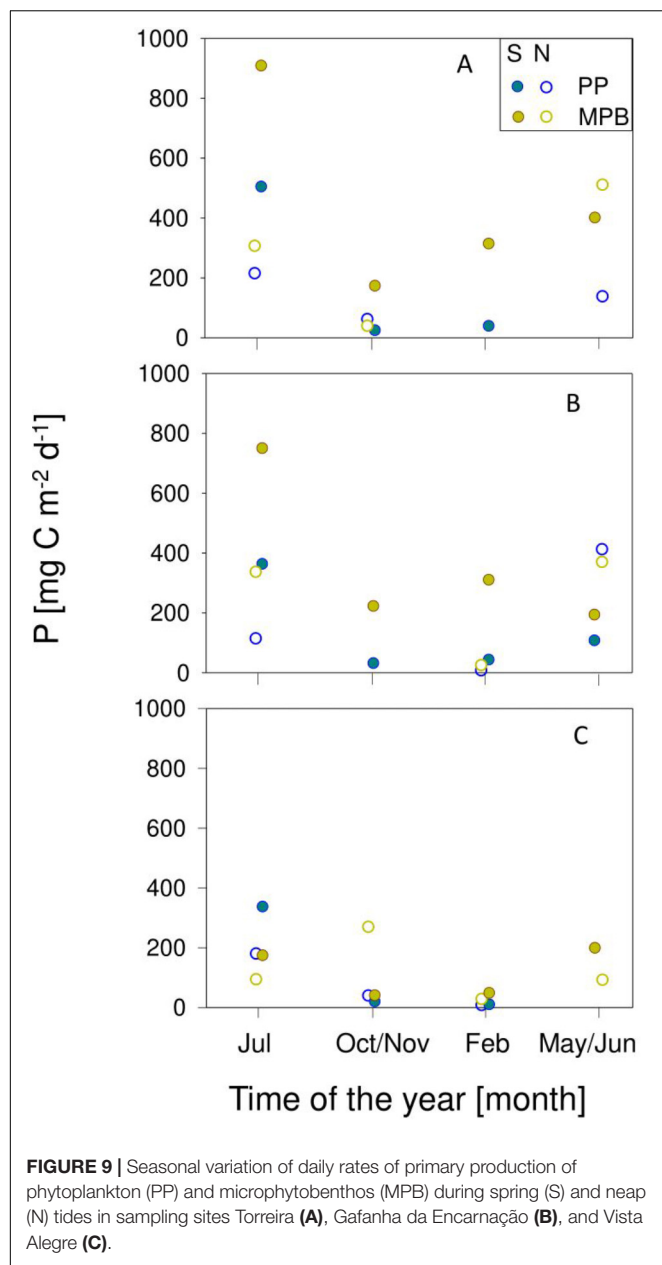 P [mg C m-2 d-1]
1000
800
600
400
200
0
A
S N
PP
MPB
1000
800
600
400
200
0
B
1000
800
600
400
200
0
C
Jul Oct/Nov Feb May/Jun
Time of the year [month]
FIGURE 9 | Seasonal variation of daily rates of primary production of
phytoplankton (PP) and microphytobenthos (MPB) during spring (S) and neap
(N) tides in sampling sites Torreira (A), Gafanha da Encarnação (B), and Vista
Alegre (C).